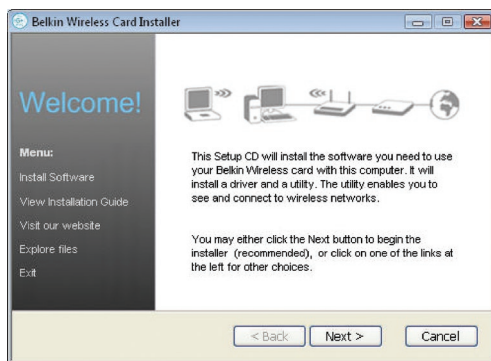 Belkin Wireless Card Installer
Welcome!
Menu:
Install Software
View Installation Guide
Visit our website
Explore files
Exit
This Setup CD will install the software you need to use
your Belkin Wireless card with this computer. It will
install a driver and a utility. The utility enables you to
see and connect to wireless networks.
You may either click the Next button to begin the
installer (recommended), or click on one of the links at
the left for other choices.
< Back
Next >
Cancel